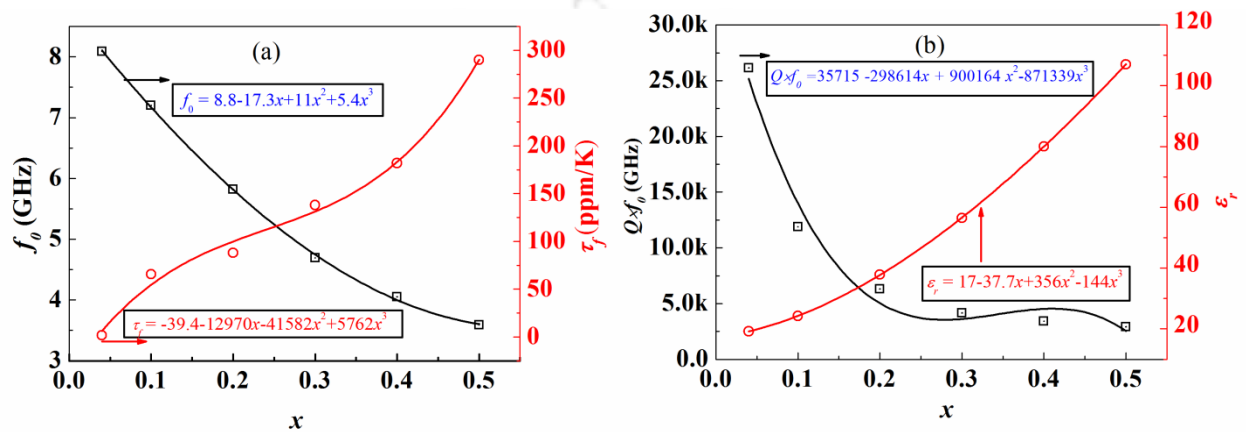 (a)
f₀ = 8.8-17.3x+11x²+5.4x³
τ_f = -39.4-12970x-41582x²+5762x³
f₀ (GHz)
8
7
6
5
4
3
0.0 0.1 0.2 0.3 0.4 0.5
x
300
250
200
150
100
50
0
τ_f (ppm/K)
(b)
Q×f₀ =35715 -298614x + 900164 x²-871339x³
ε_r = 17-37.7x+356x²-144x³
Q×f₀ (GHz)
30.0k
25.0k
20.0k
15.0k
10.0k
5.0k
0.0
0.0 0.1 0.2 0.3 0.4 0.5
x
120
100
80
60
40
20
ε_r